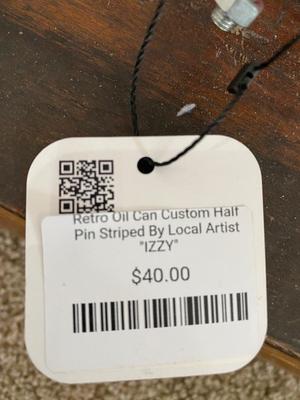 Retro Oil Can Custom Half
Pin Striped By Local Artist
"IZZY"
$40.00